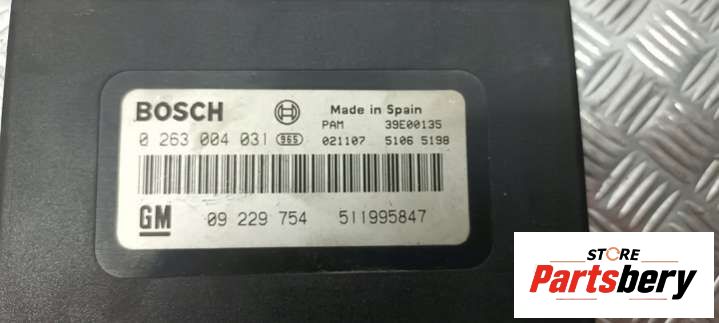 BOSCH
Made in Spain
PAM 39E00135
0 263 004 031 965 021107 5106 5198
GM 09 229 754 511995847
STORE
Partsbery